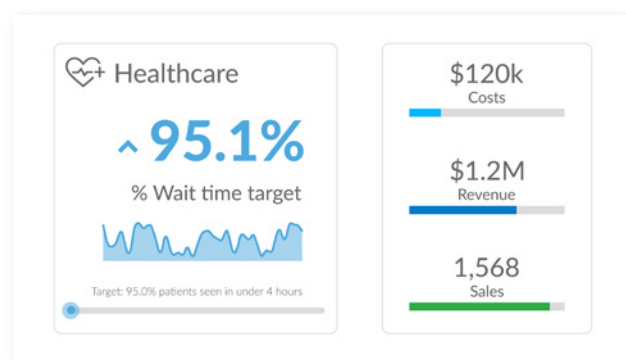 Healthcare
95.1%
% Wait time target
Target: 95.0% patients seen in under 4 hours
$120k
Costs
$1.2M
Revenue
1,568
Sales